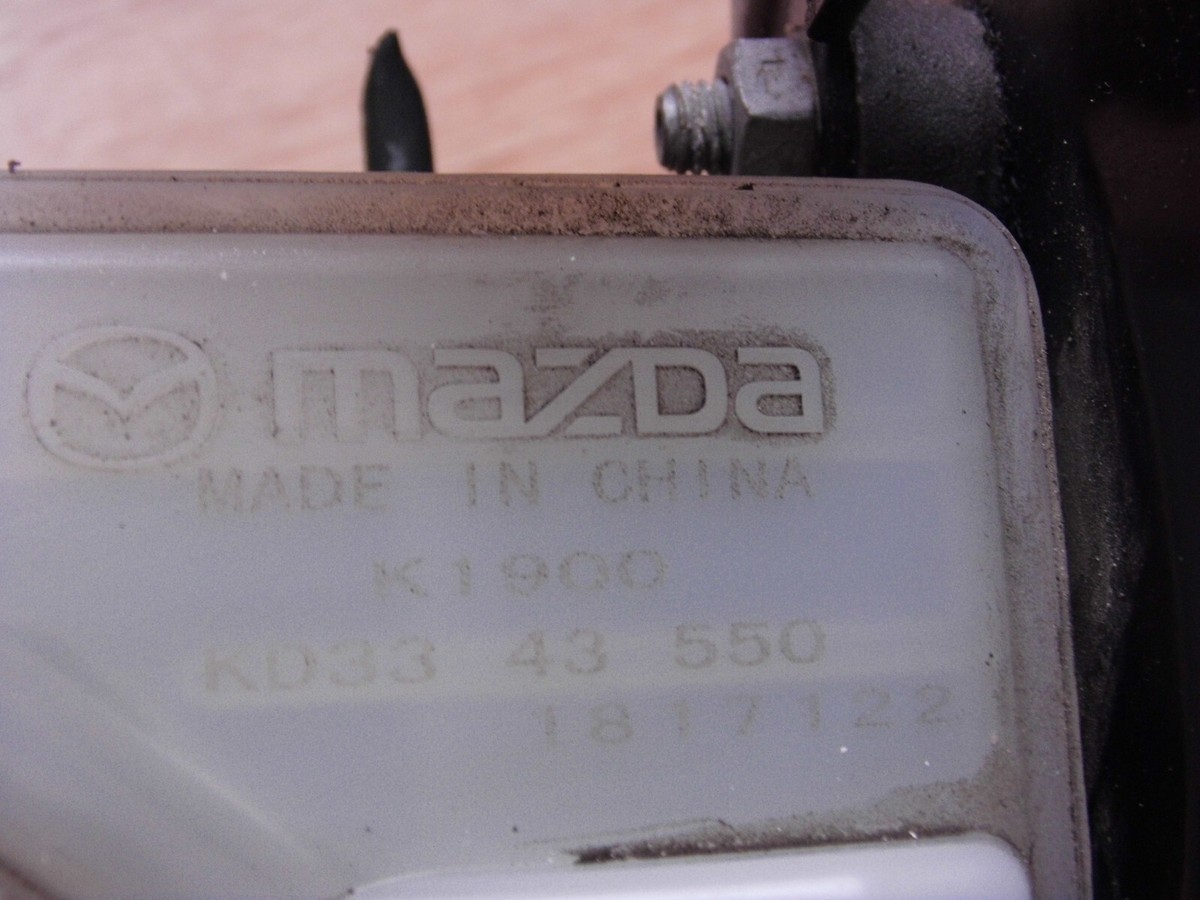 mazda
MADE IN CHINA
K1900
KD33 43 550
1817122